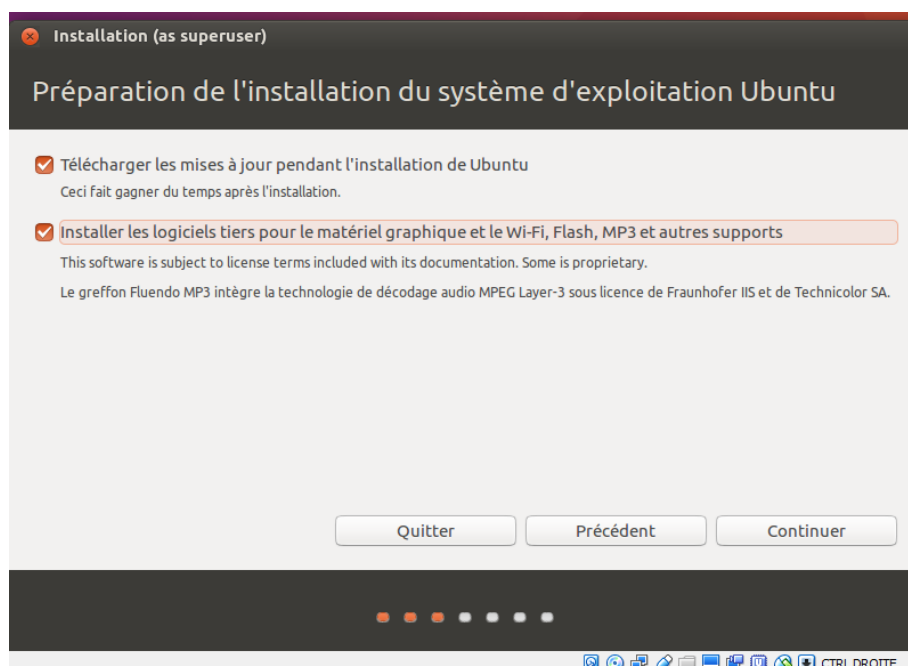 Installation (as superuser)
Préparation de l'installation du système d'exploitation Ubuntu
Télécharger les mises à jour pendant l'installation de Ubuntu
Ceci fait gagner du temps après l'installation.
Installer les logiciels tiers pour le matériel graphique et le Wi-Fi, Flash, MP3 et autres supports
This software is subject to license terms included with its documentation. Some is proprietary.
Le greffon Fluendo MP3 intègre la technologie de décodage audio MPEG Layer-3 sous licence de Fraunhofer IIS et de Technicolor SA.
Quitter Précédent Continuer
CTRL DROITE